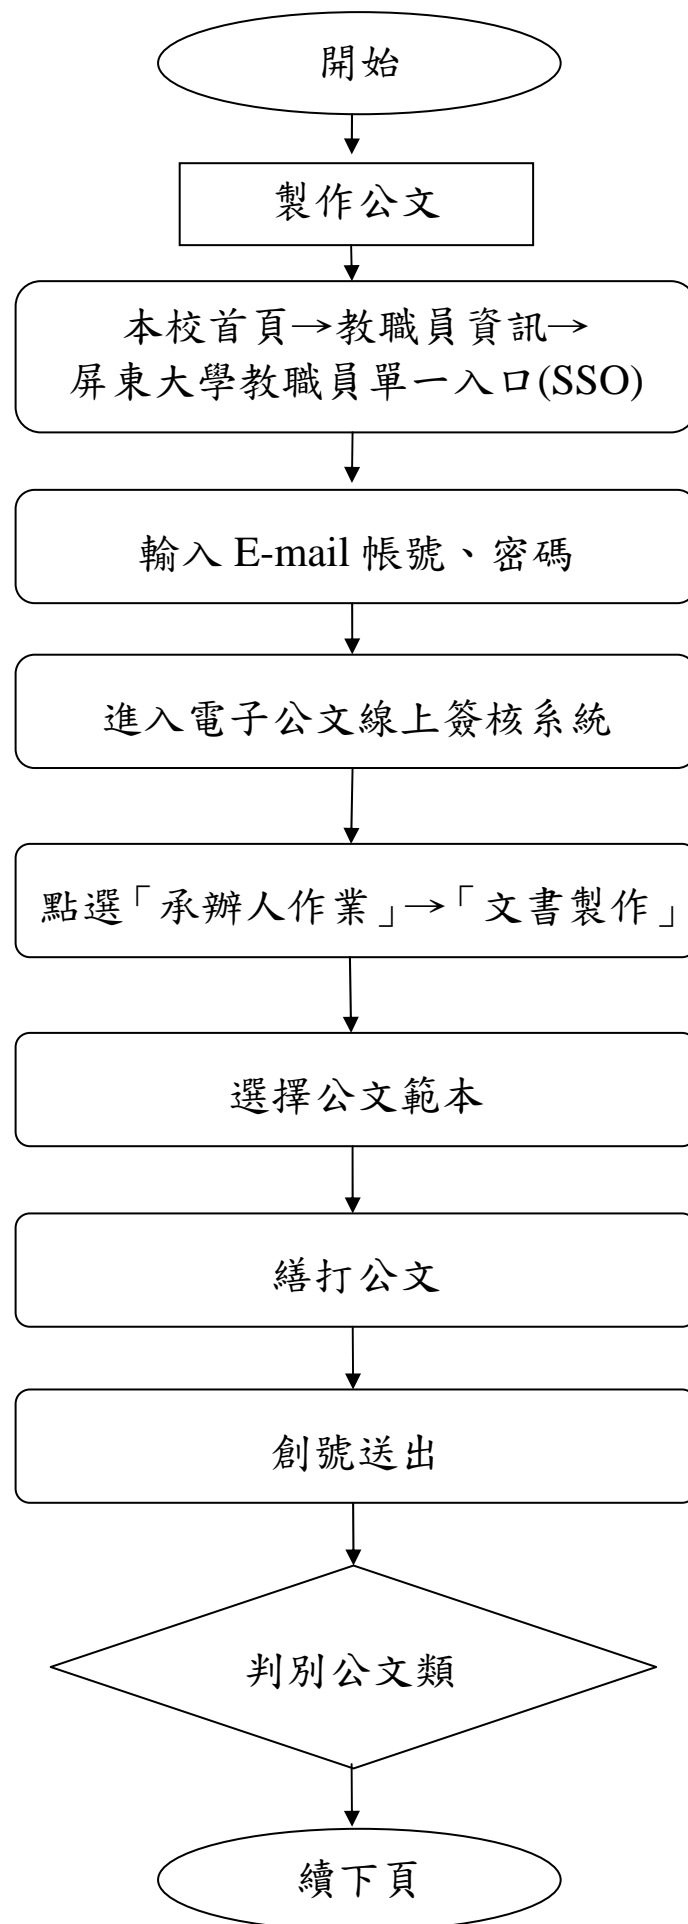 開始
製作公文
本校首頁→教職員資訊→
屏東大學教職員單一入口(SSO)
輸入 E-mail 帳號、密碼
進入電子公文線上簽核系統
點選「承辦人作業」→「文書製作」
選擇公文範本
繕打公文
創號送出
判別公文類
續下頁